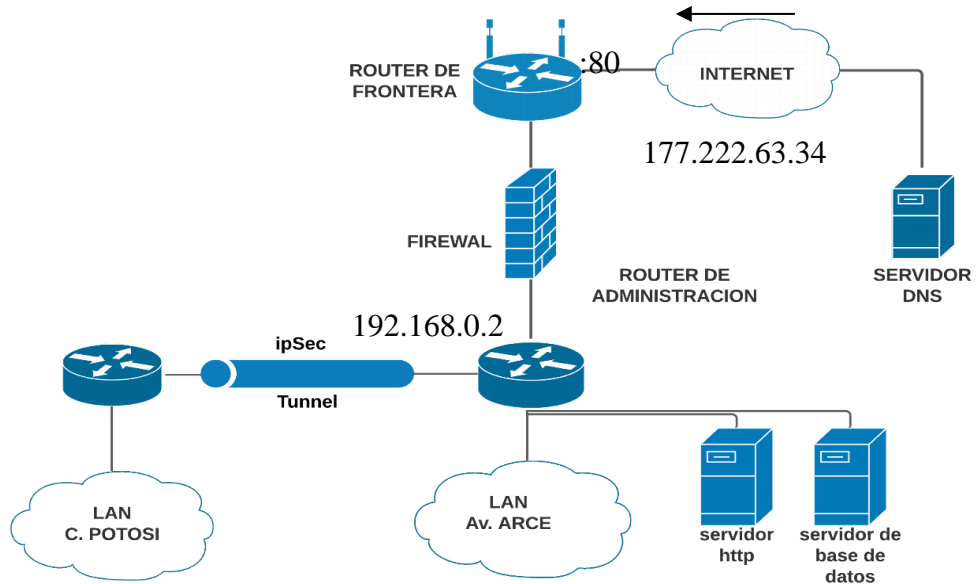 ROUTER DE
FRONTERA
:80
INTERNET
177.222.63.34
FIREWAL
SERVIDOR
DNS
ROUTER DE
ADMINISTRACION
192.168.0.2
ipSec
Tunnel
LAN
C. POTOSI
LAN
Av. ARCE
servidor
http
servidor de
base de
datos